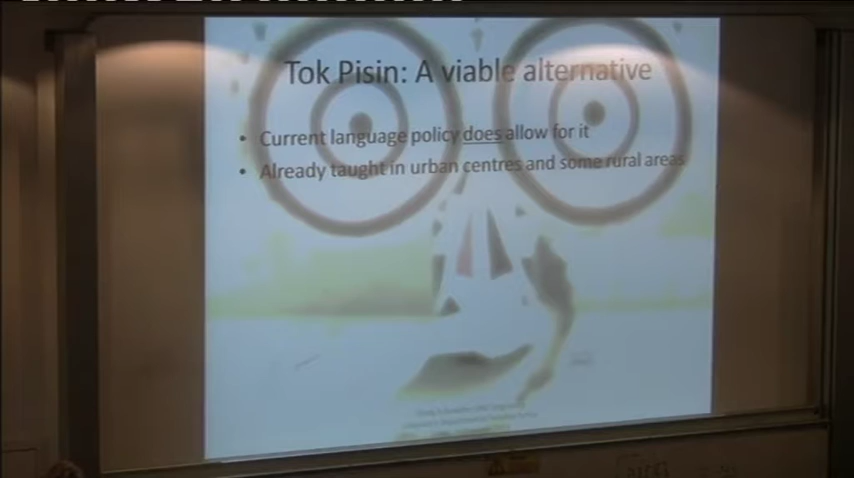 Tok Pisin: A viable alternative
• Current language policy does allow for it
• Already taught in urban centres and some rural areas